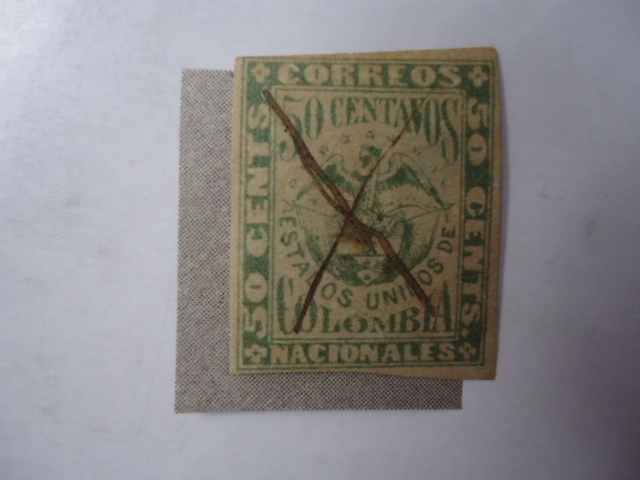 CORREOS
50 CENTS
50 CENTAVOS
ESTADOS UNIDOS DE
COLOMBIA
50 CENTS.
NACIONALES